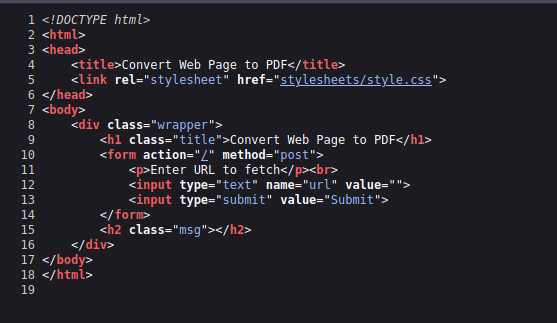 1 <!DOCTYPE html>
2 <html>
3 <head>
4     <title>Convert Web Page to PDF</title>
5     <link rel="stylesheet" href="stylesheets/style.css">
6 </head>
7 <body>
8     <div class="wrapper">
9         <h1 class="title">Convert Web Page to PDF</h1>
10         <form action="/" method="post">
11             <p>Enter URL to fetch</p><br>
12             <input type="text" name="url" value="">
13             <input type="submit" value="Submit">
14         </form>
15         <h2 class="msg"></h2>
16     </div>
17 </body>
18 </html>
19